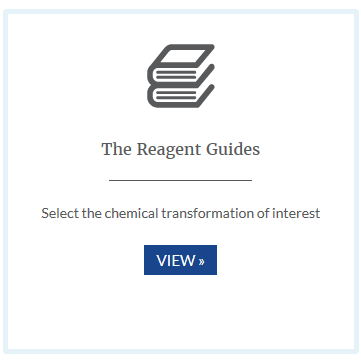 The Reagent Guides
Select the chemical transformation of interest
VIEW »